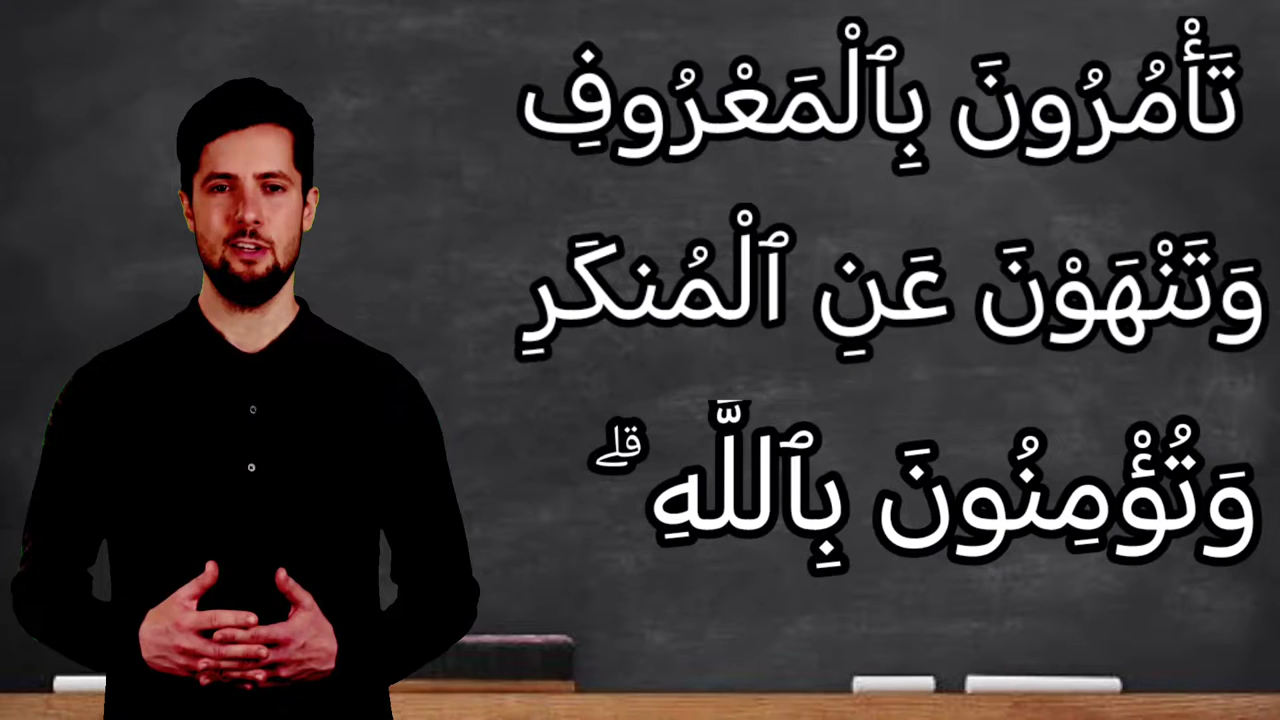 تَأْمُرُونَ بِٱلْمَعْرُوفِ
وَتَنْهَوْنَ عَنِ ٱلْمُنكَرِ
وَتُؤْمِنُونَ بِٱللَّهِ ۗ